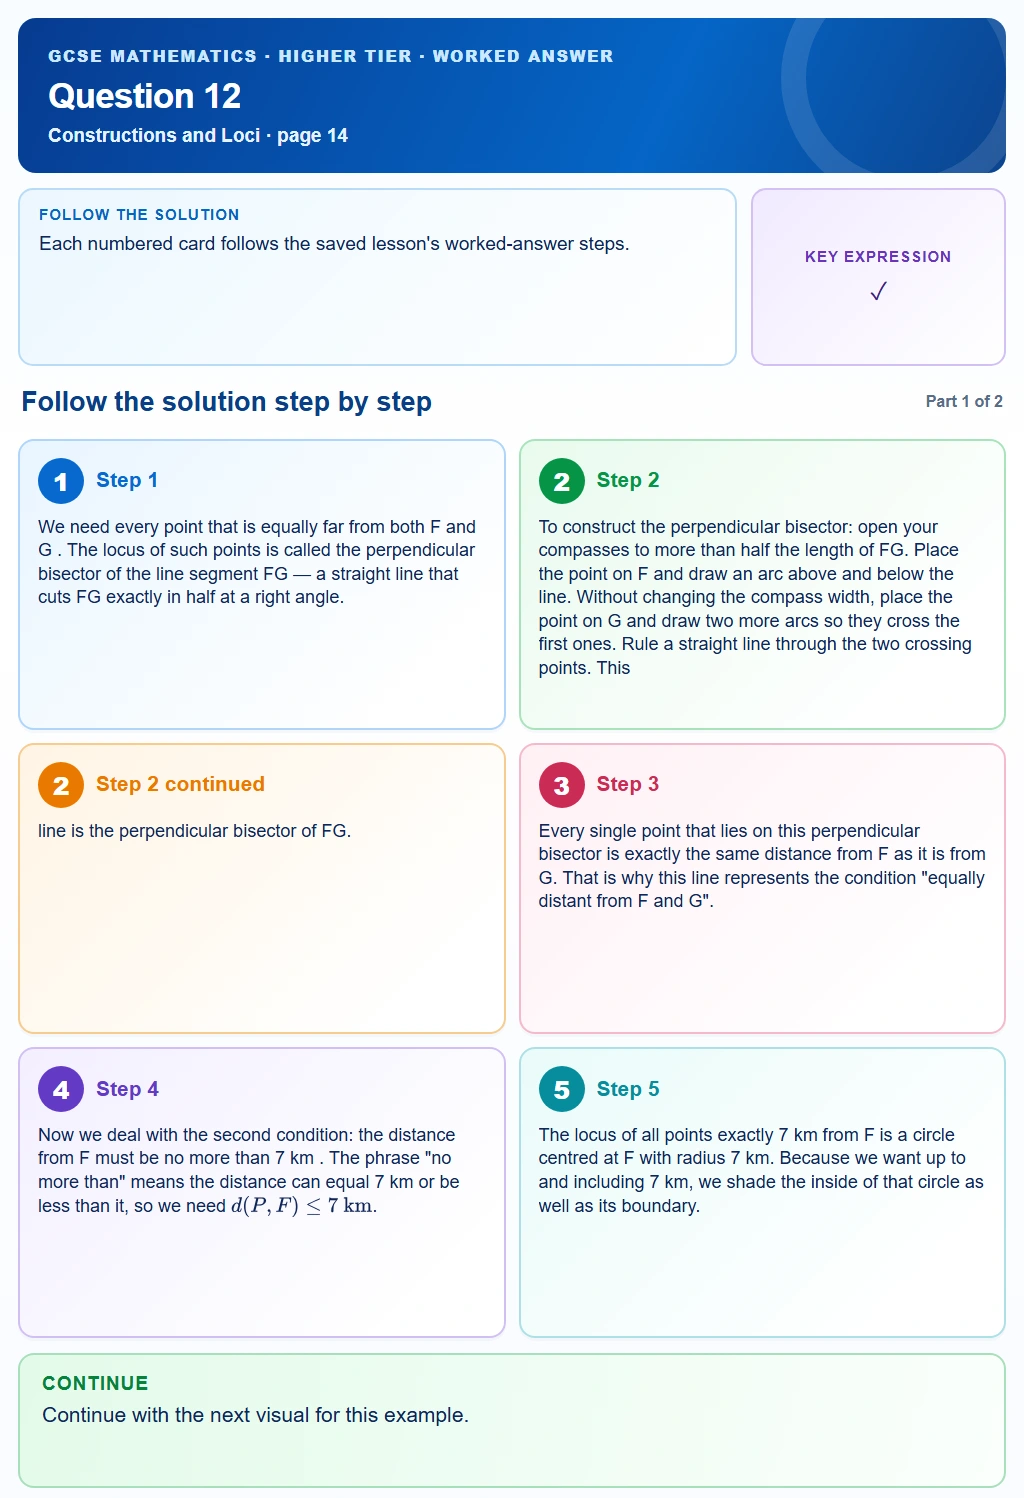 GCSE MATHEMATICS · HIGHER TIER · WORKED ANSWER
Question 12
Constructions and Loci · page 14
FOLLOW THE SOLUTION
Each numbered card follows the saved lesson's worked-answer steps.
KEY EXPRESSION
✓
Follow the solution step by step
Part 1 of 2
1 Step 1
We need every point that is equally far from both F and
G . The locus of such points is called the perpendicular
bisector of the line segment FG — a straight line that
cuts FG exactly in half at a right angle.
2 Step 2
To construct the perpendicular bisector: open your
compasses to more than half the length of FG. Place
the point on F and draw an arc above and below the
line. Without changing the compass width, place the
point on G and draw two more arcs so they cross the
first ones. Rule a straight line through the two crossing
points. This
2 Step 2 continued
line is the perpendicular bisector of FG.
3 Step 3
Every single point that lies on this perpendicular
bisector is exactly the same distance from F as it is from
G. That is why this line represents the condition "equally
distant from F and G".
4 Step 4
Now we deal with the second condition: the distance
from F must be no more than 7 km . The phrase "no
more than" means the distance can equal 7 km or be
less than it, so we need d(P, F) ≤ 7 km.
5 Step 5
The locus of all points exactly 7 km from F is a circle
centred at F with radius 7 km. Because we want up to
and including 7 km, we shade the inside of that circle as
well as its boundary.
CONTINUE
Continue with the next visual for this example.